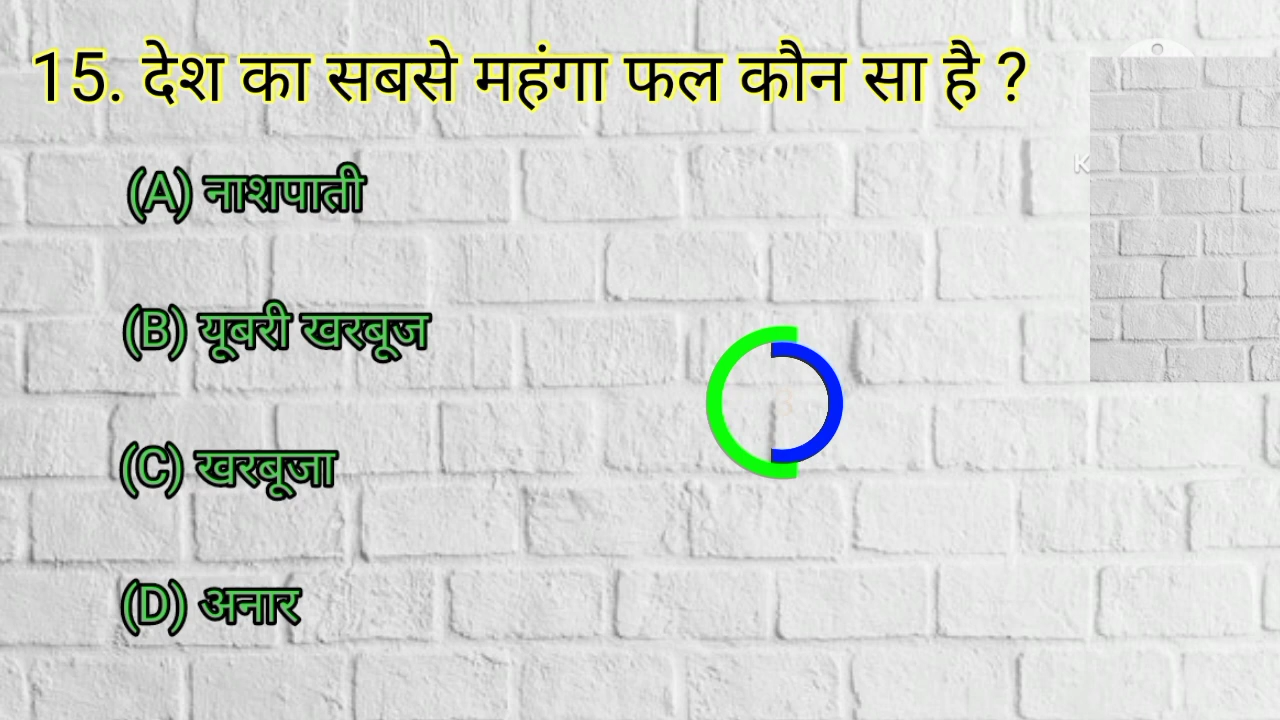 15. देश का सबसे महंगा फल कौन सा है ?
(A) नाशपाती
(B) यूबरी खरबूज
(C) खरबूजा
(D) अनार